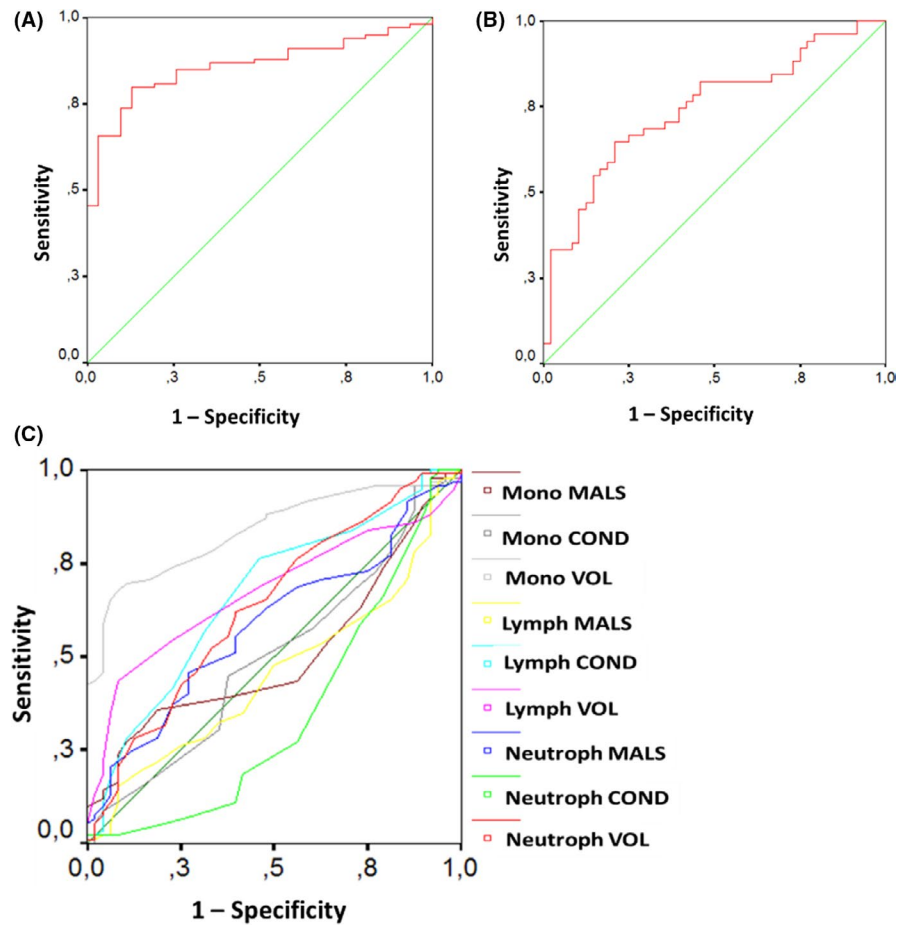 (A)
1,0
,8
,5
,3
0,0
Sensitivity
0,0 ,3 ,5 ,8 1,0
1 – Specificity
(B)
1,0
,8
,5
,3
0,0
Sensitivity
0,0 ,3 ,5 ,8 1,0
1 – Specificity
(C)
1,0
,8
,5
,3
0,0
Sensitivity
0,0 ,3 ,5 ,8 1,0
1 – Specificity
Mono MALS
Mono COND
Mono VOL
Lymph MALS
Lymph COND
Lymph VOL
Neutroph MALS
Neutroph COND
Neutroph VOL